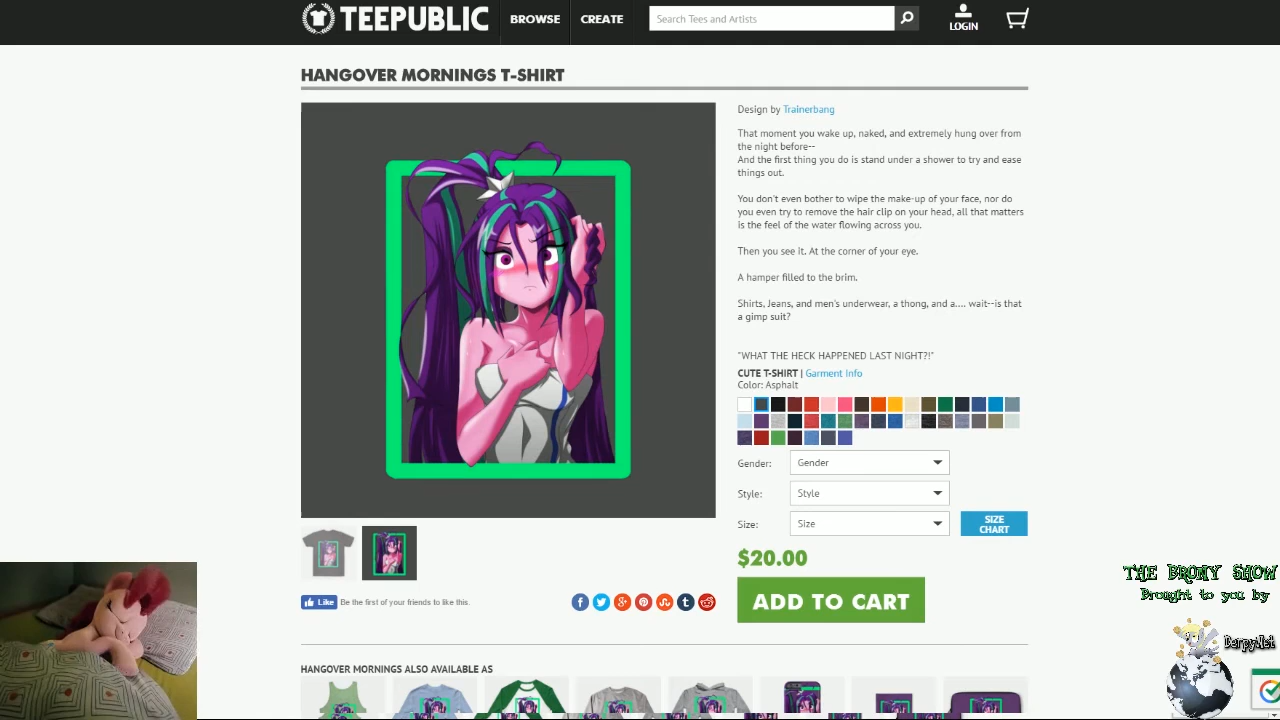 TEEPUBLIC
BROWSE
CREATE
Search Tees and Artists
LOGIN
HANGOVER MORNINGS T-SHIRT
Design by Trainerbang
That moment you wake up, naked, and extremely hung over from
the night before--
And the first thing you do is stand under a shower to try and ease
things out.
You don't even bother to wipe the make-up of your face, nor do
you even try to remove the hair clip on your head, all that matters
is the feel of the water flowing across you.
Then you see it. At the corner of your eye.
A hamper filled to the brim.
Shirts, Jeans, and men's underwear, a thong, and a.... wait--is that
a gimp suit?
"WHAT THE HECK HAPPENED LAST NIGHT?!"
CUTE T-SHIRT | Garment Info
Color: Asphalt
Gender: Gender
Style: Style
Size: Size
SIZE
CHART
$20.00
ADD TO CART
Like Be the first of your friends to like this.
HANGOVER MORNINGS ALSO AVAILABLE AS
THE BRONY SHOW
Brought to you by